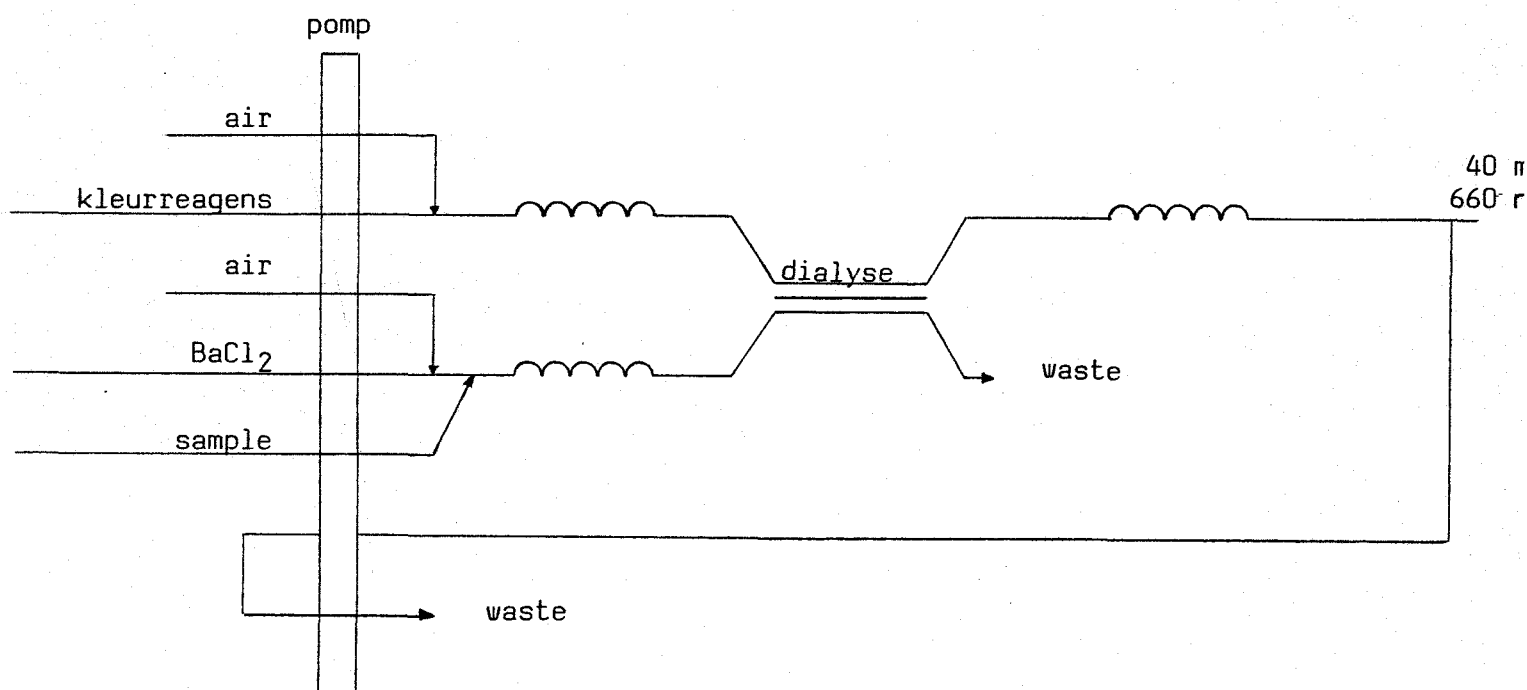 pomp
air
kleurreagens
air
BaCl2
sample
dialyse
waste
40 m
660 r
waste